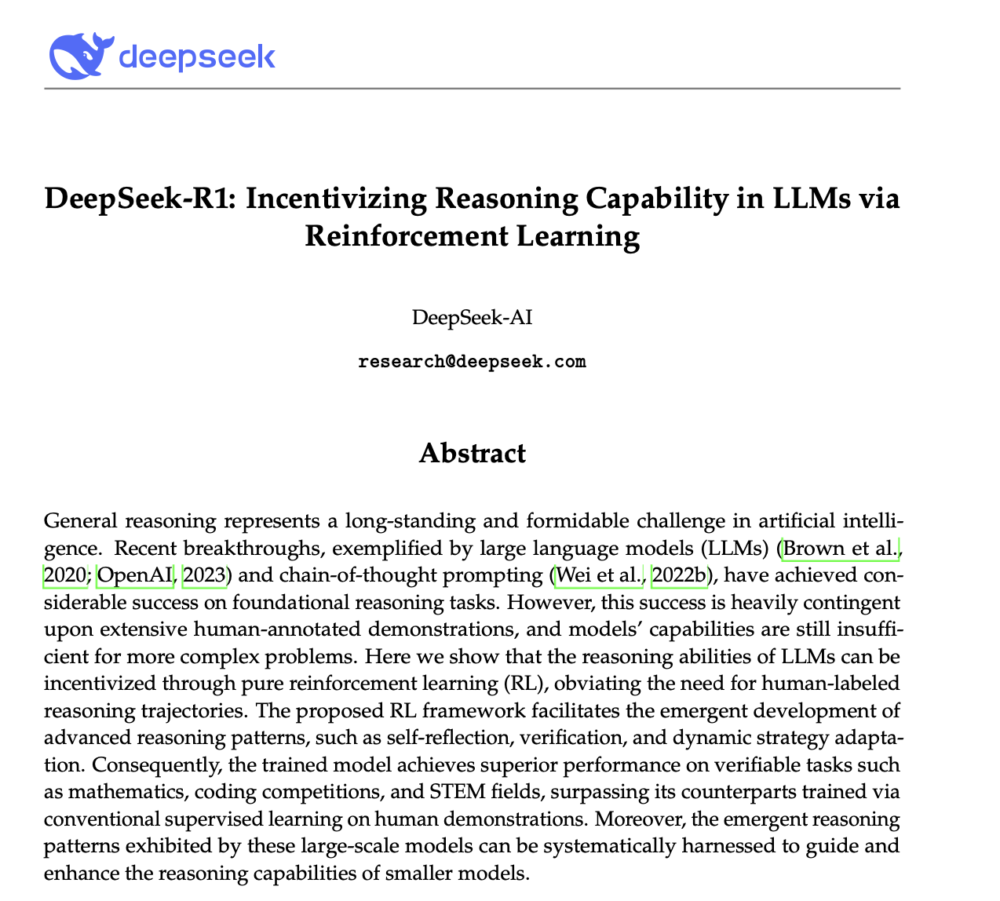 deepseek
DeepSeek-R1: Incentivizing Reasoning Capability in LLMs via
Reinforcement Learning
DeepSeek-AI
research@deepseek.com
Abstract
General reasoning represents a long-standing and formidable challenge in artificial intelli-
gence. Recent breakthroughs, exemplified by large language models (LLMs) (Brown et al.,
2020; OpenAI, 2023) and chain-of-thought prompting (Wei et al., 2022b), have achieved con-
siderable success on foundational reasoning tasks. However, this success is heavily contingent
upon extensive human-annotated demonstrations, and models’ capabilities are still insuffi-
cient for more complex problems. Here we show that the reasoning abilities of LLMs can be
incentivized through pure reinforcement learning (RL), obviating the need for human-labeled
reasoning trajectories. The proposed RL framework facilitates the emergent development of
advanced reasoning patterns, such as self-reflection, verification, and dynamic strategy adapta-
tion. Consequently, the trained model achieves superior performance on verifiable tasks such
as mathematics, coding competitions, and STEM fields, surpassing its counterparts trained via
conventional supervised learning on human demonstrations. Moreover, the emergent reasoning
patterns exhibited by these large-scale models can be systematically harnessed to guide and
enhance the reasoning capabilities of smaller models.